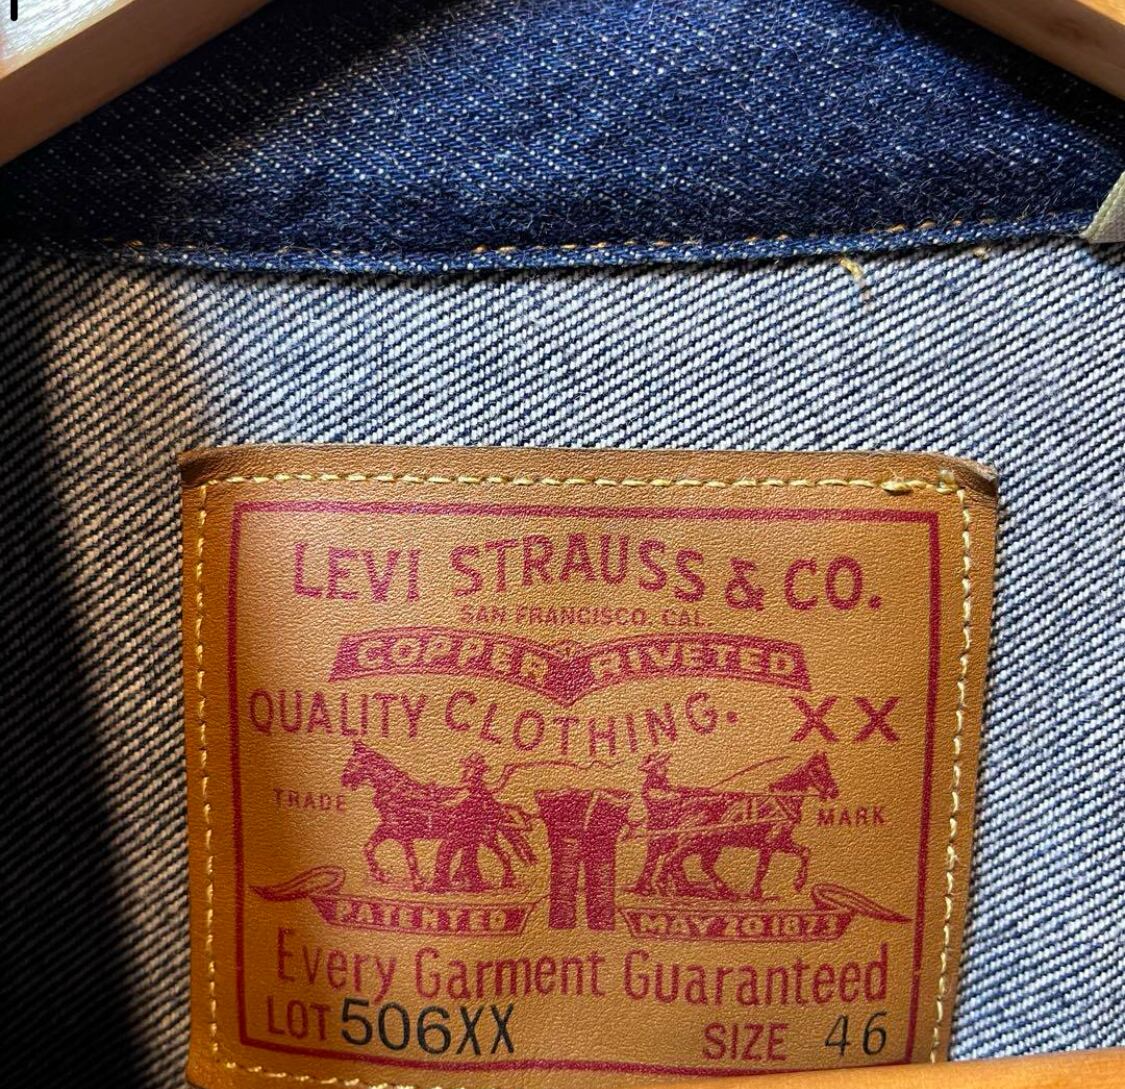 LEVI STRAUSS & CO.
SAN FRANCISCO, CAL.
COPPER RIVETED
QUALITY CLOTHING. XX
TRADE MARK
PATENTED MAY 20 1873
Every Garment Guaranteed
LOT 506XX SIZE 46